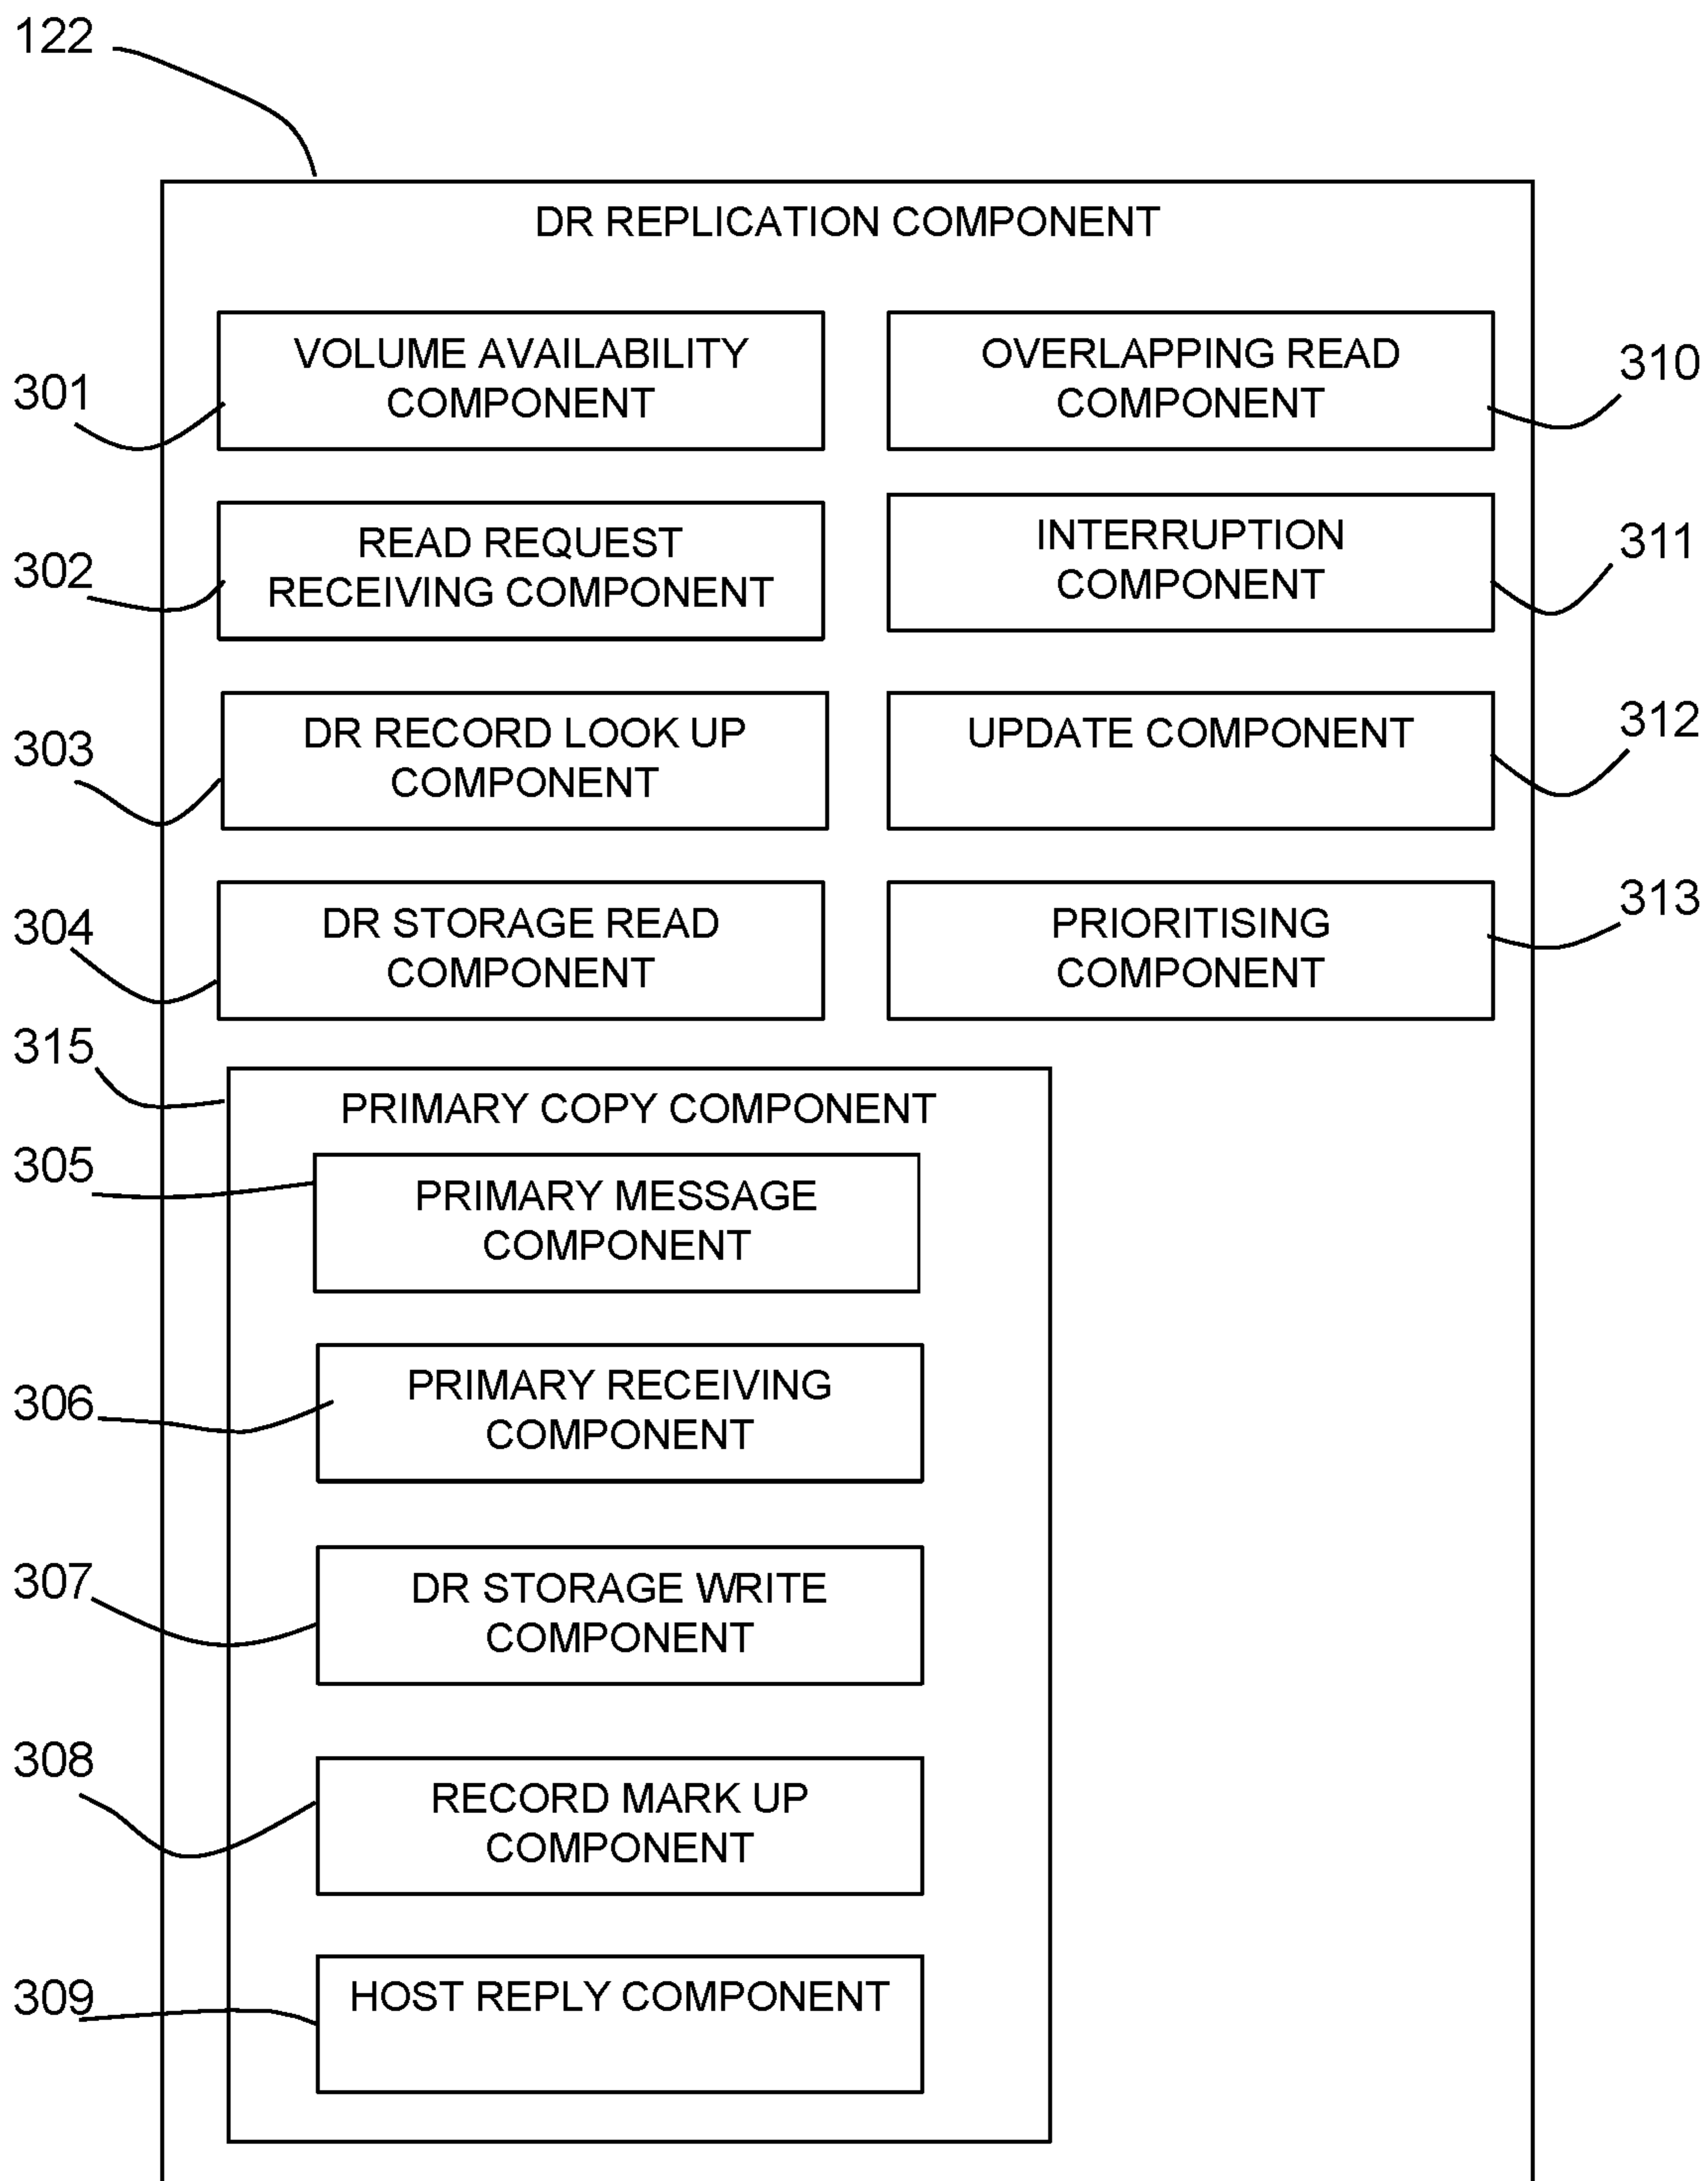 122
DR REPLICATION COMPONENT
301
VOLUME AVAILABILITY
COMPONENT
OVERLAPPING READ
COMPONENT
310
302
READ REQUEST
RECEIVING COMPONENT
INTERRUPTION
COMPONENT
311
303
DR RECORD LOOK UP
COMPONENT
UPDATE COMPONENT
312
304
DR STORAGE READ
COMPONENT
PRIORITISING
COMPONENT
313
315
PRIMARY COPY COMPONENT
305
PRIMARY MESSAGE
COMPONENT
306
PRIMARY RECEIVING
COMPONENT
307
DR STORAGE WRITE
COMPONENT
308
RECORD MARK UP
COMPONENT
309
HOST REPLY COMPONENT